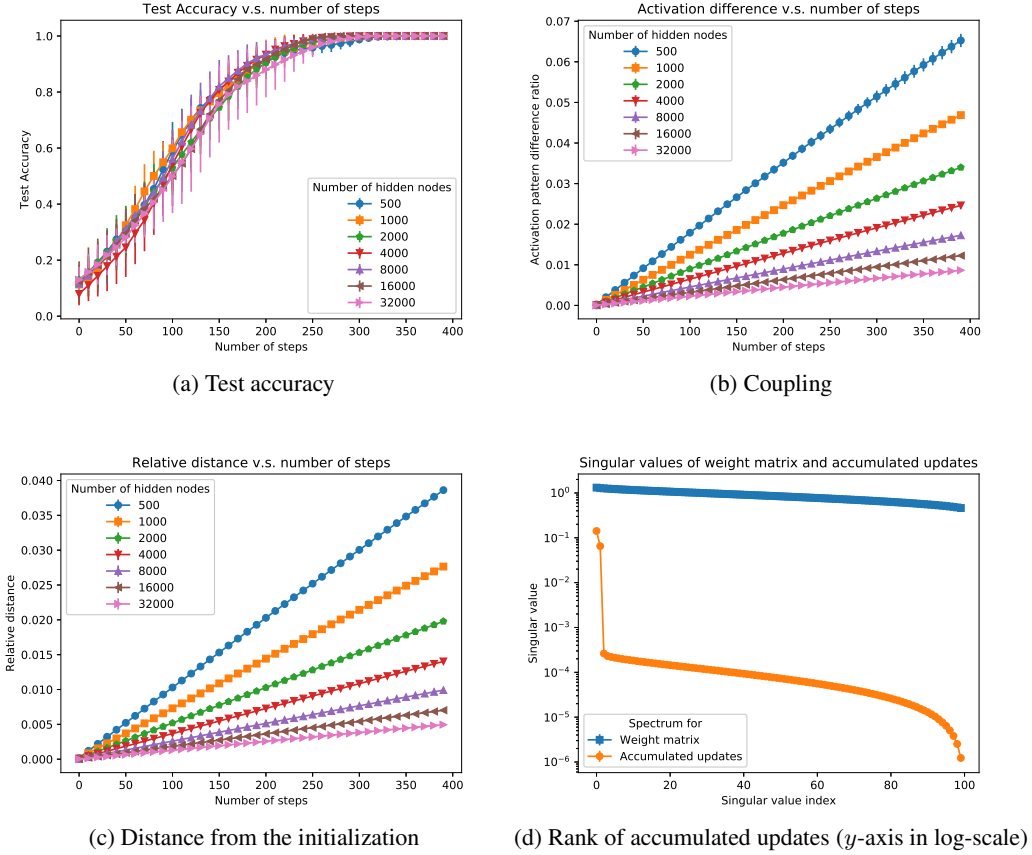 Test Accuracy v.s. number of steps
1.0
0.8
0.6
0.4
0.2
0.0
Test Accuracy
Number of hidden nodes
500
1000
2000
4000
8000
16000
32000
0 50 100 150 200 250 300 350 400
Number of steps
(a) Test accuracy
Activation difference v.s. number of steps
0.07
0.06
0.05
0.04
0.03
0.02
0.01
0.00
Activation pattern difference ratio
Number of hidden nodes
500
1000
2000
4000
8000
16000
32000
0 50 100 150 200 250 300 350 400
Number of steps
(b) Coupling
Relative distance v.s. number of steps
0.040
0.035
0.030
0.025
0.020
0.015
0.010
0.005
0.000
Relative distance
Number of hidden nodes
500
1000
2000
4000
8000
16000
32000
0 50 100 150 200 250 300 350 400
Number of steps
(c) Distance from the initialization
Singular values of weight matrix and accumulated updates
10⁰
10⁻¹
10⁻²
10⁻³
10⁻⁴
10⁻⁵
10⁻⁶
Singular value
Spectrum for
Weight matrix
Accumulated updates
0 20 40 60 80 100
Singular value index
(d) Rank of accumulated updates (y-axis in log-scale)